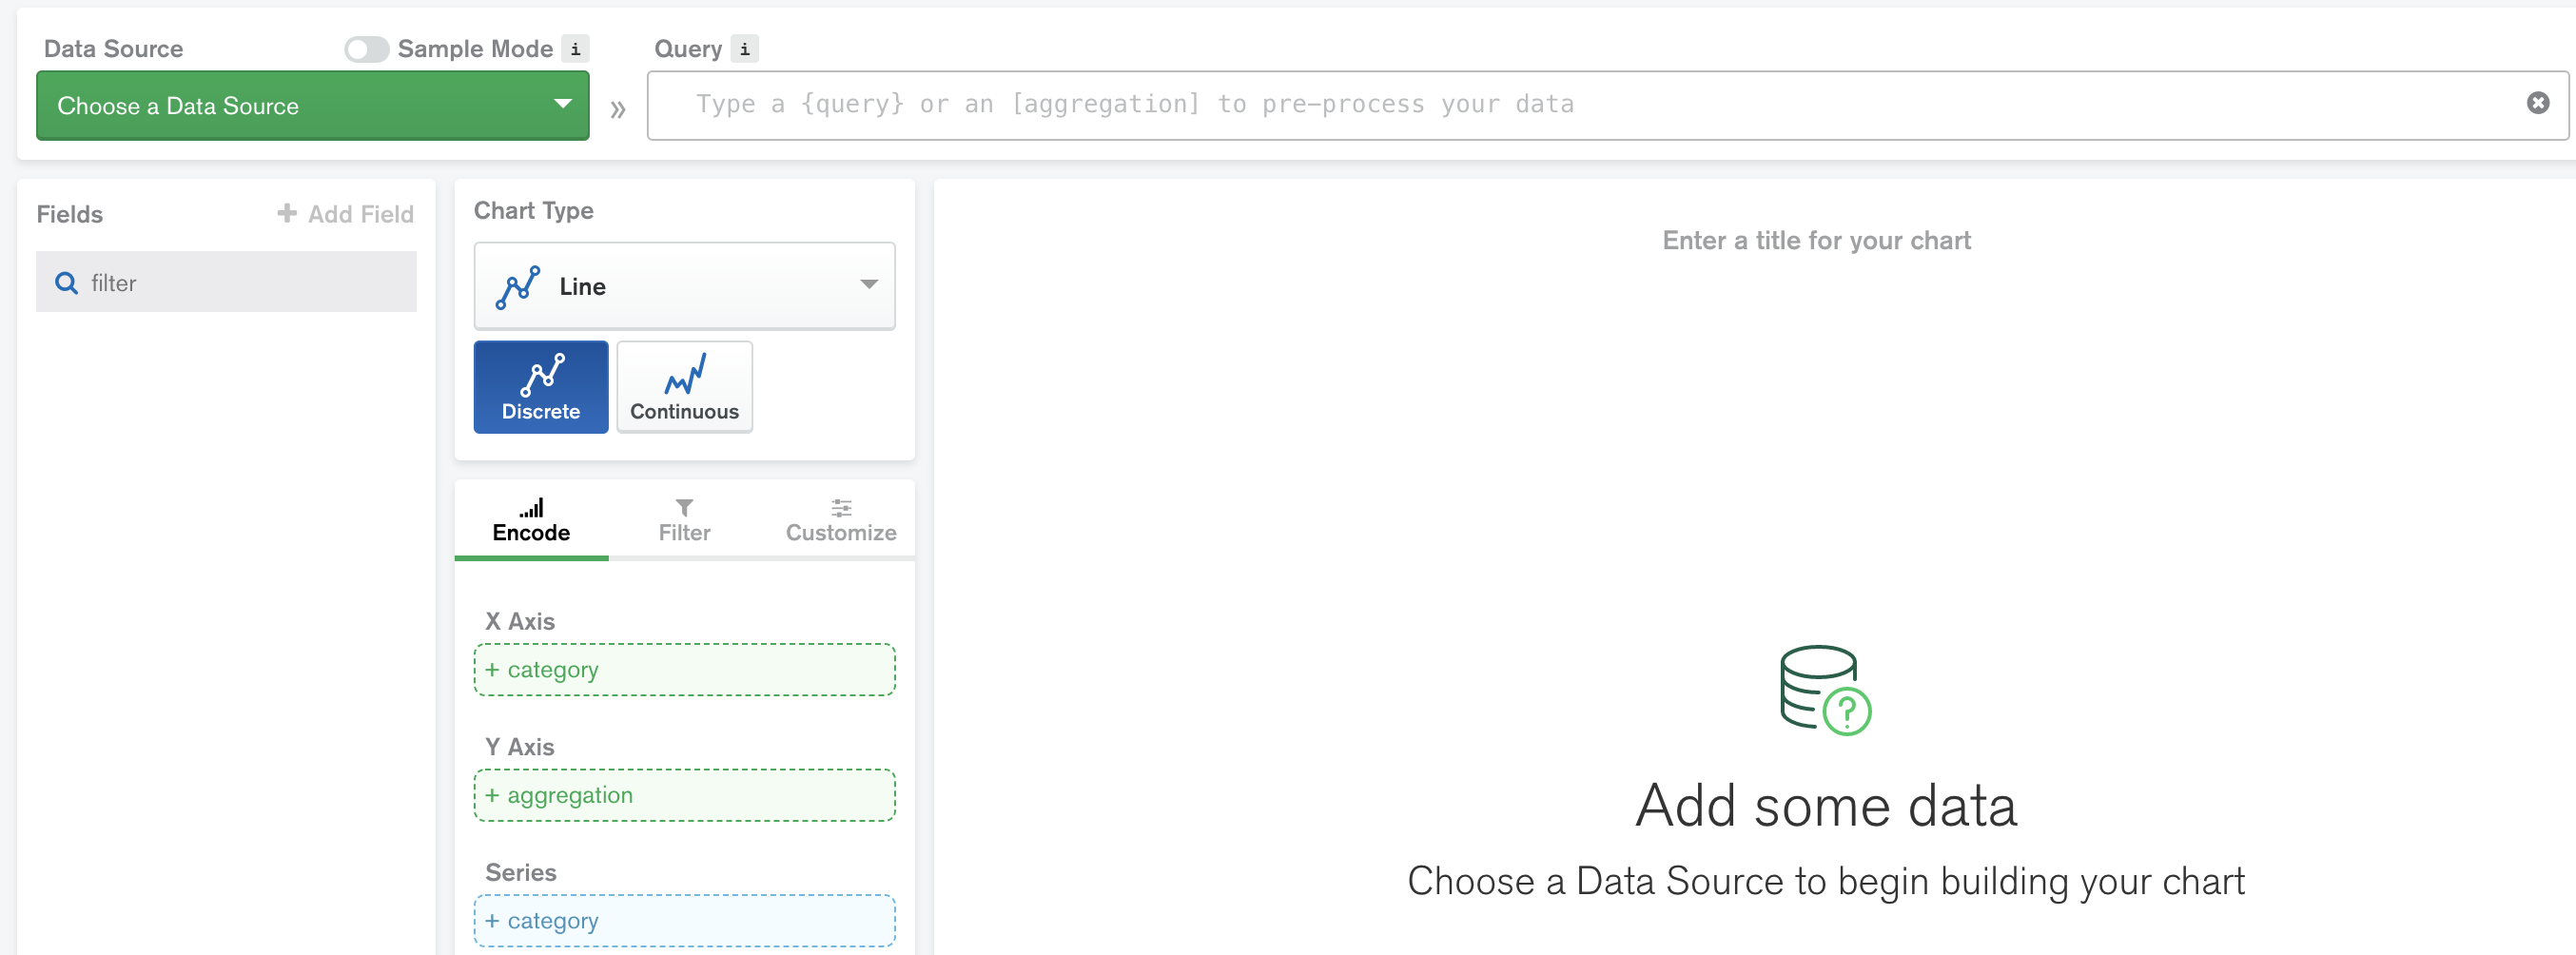 Data Source
Sample Mode i
Query i
Choose a Data Source
»
Type a {query} or an [aggregation] to pre-process your data
Fields
+ Add Field
filter
Chart Type
Line
Discrete
Continuous
Encode
Filter
Customize
X Axis
+ category
Y Axis
+ aggregation
Series
+ category
Enter a title for your chart
?
Add some data
Choose a Data Source to begin building your chart